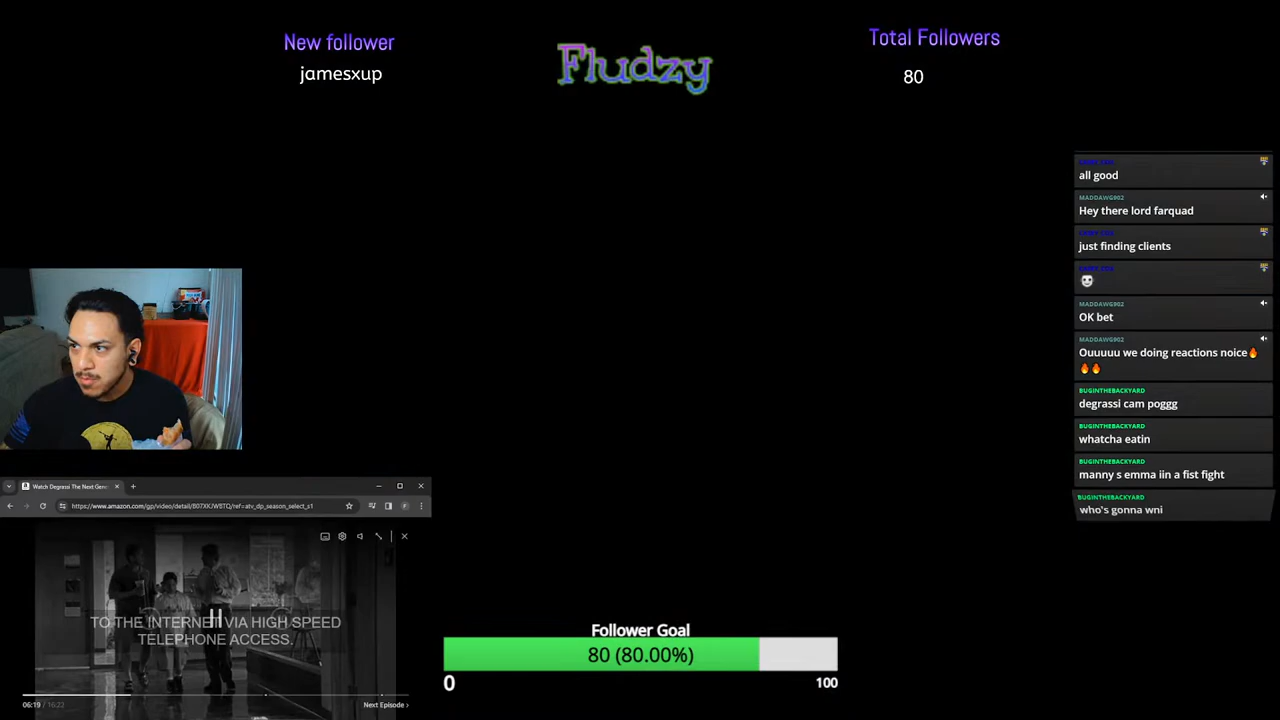 New follower
jamesxup
Fludzy
Total Followers
80
all good
MADDAWG902
Hey there lord farquad
just finding clients
MADDAWG902
OK bet
MADDAWG902
Ouuuuu we doing reactions noice🔥
🔥🔥
BUGINTHEBACKYARD
degrassi cam poggg
BUGINTHEBACKYARD
whatcha eatin
BUGINTHEBACKYARD
manny s emma iin a fist fight
BUGINTHEBACKYARD
who's gonna wni
Watch Degrassi The Next Gene
https://www.amazon.com/gp/video/detail/B07XKJWBTQ/ref=atv_dp_season_select_s1
TO THE INTERNET VIA HIGH SPEED
TELEPHONE ACCESS.
06:19 / 16:22
Next Episode
Follower Goal
80 (80.00%)
0
100